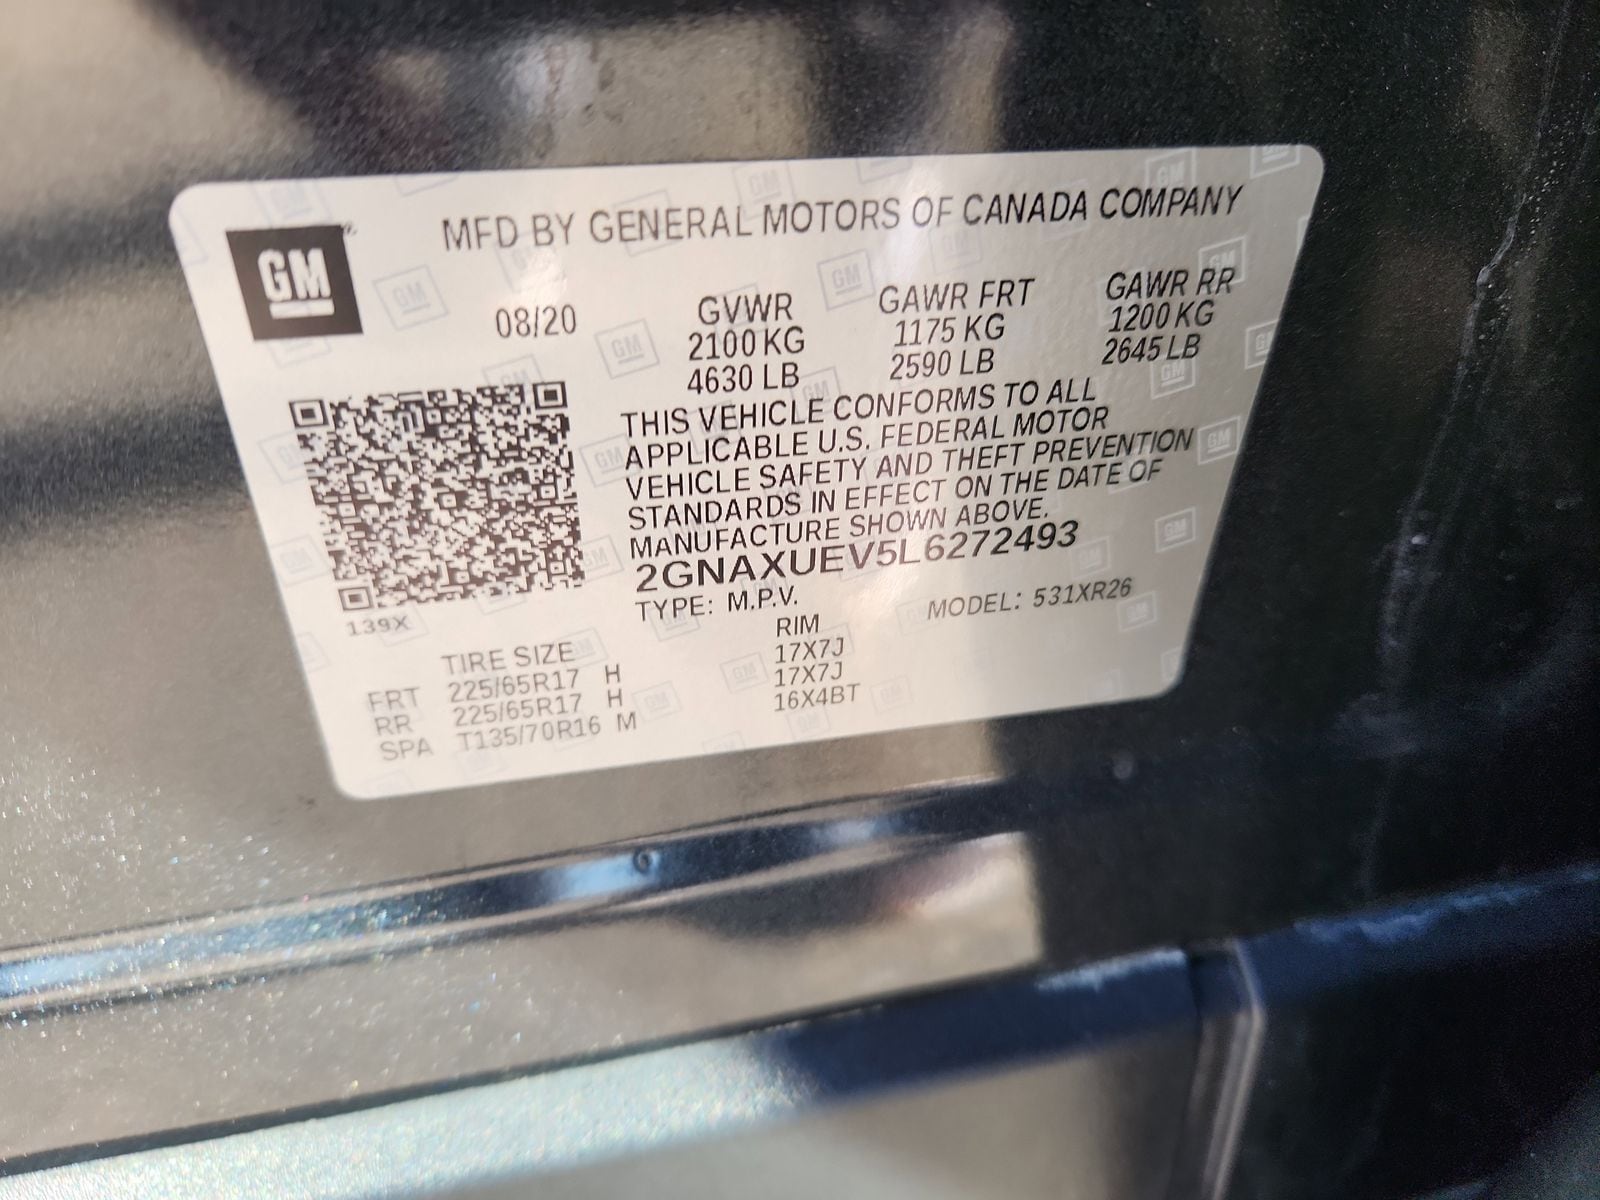 GM
MFD BY GENERAL MOTORS OF CANADA COMPANY
08/20
GVWR GAWR FRT GAWR RR
2100 KG 1175 KG 1200 KG
4630 LB 2590 LB 2645 LB
THIS VEHICLE CONFORMS TO ALL
APPLICABLE U.S. FEDERAL MOTOR
VEHICLE SAFETY AND THEFT PREVENTION
STANDARDS IN EFFECT ON THE DATE OF
MANUFACTURE SHOWN ABOVE.
2GNAXUEV5L6272493
TYPE: M.P.V. MODEL: 531XR26
139X
TIRE SIZE RIM
FRT 225/65R17 H 17X7J
RR 225/65R17 H 17X7J
SPA T135/70R16 M 16X4BT